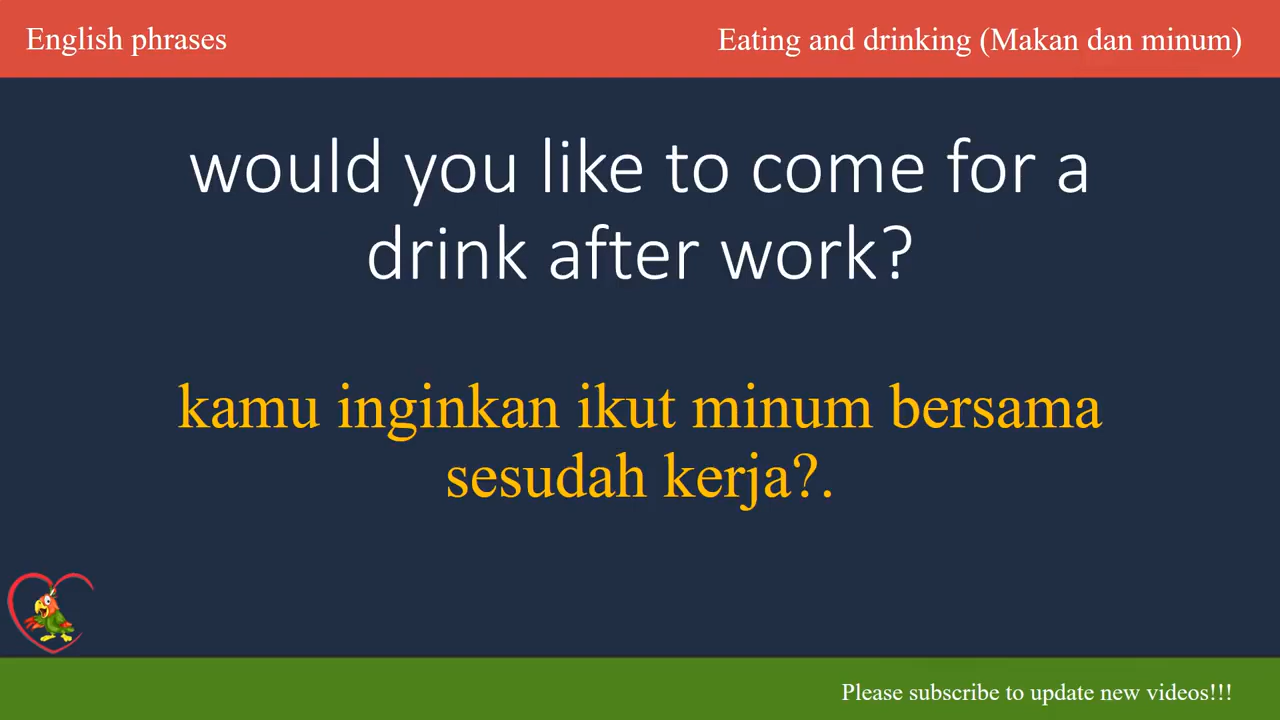 English phrases
Eating and drinking (Makan dan minum)
would you like to come for a
drink after work?
kamu inginkan ikut minum bersama
sesudah kerja?.
Please subscribe to update new videos!!!